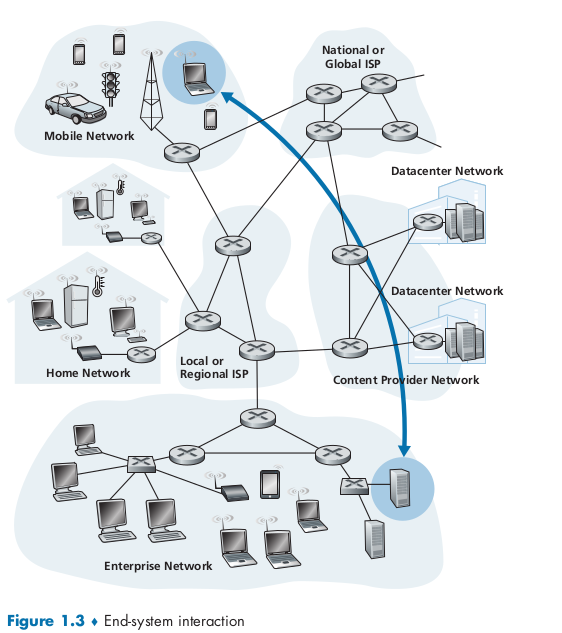 National or
Global ISP
Mobile Network
Datacenter Network
Datacenter Network
Home Network
Local or
Regional ISP
Content Provider Network
Enterprise Network
Figure 1.3 ♦ End-system interaction